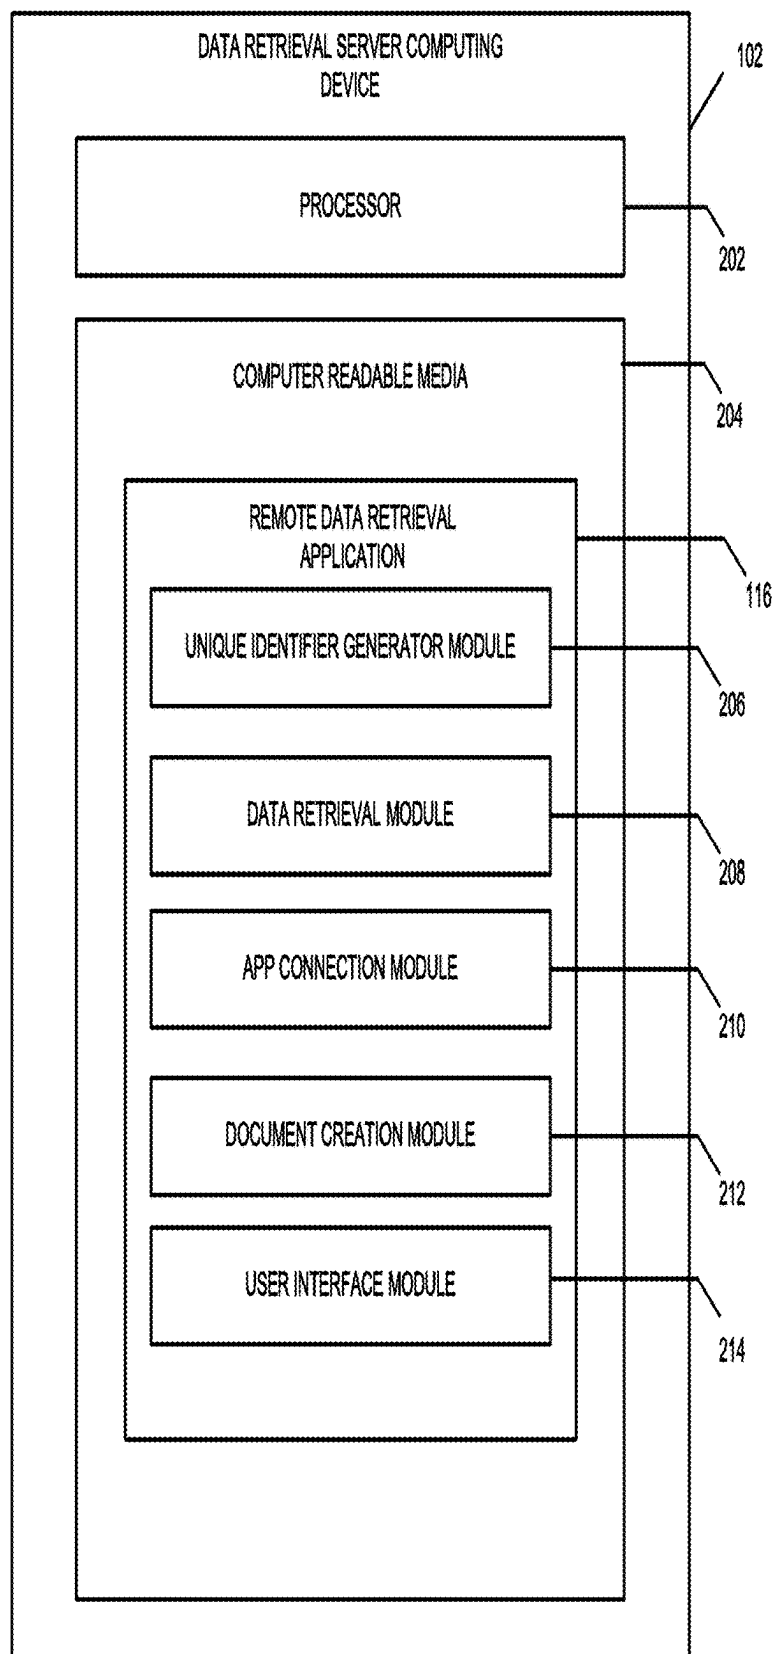 DATA RETRIEVAL SERVER COMPUTING
DEVICE
102
PROCESSOR
202
COMPUTER READABLE MEDIA
204
REMOTE DATA RETRIEVAL
APPLICATION
116
UNIQUE IDENTIFIER GENERATOR MODULE
206
DATA RETRIEVAL MODULE
208
APP CONNECTION MODULE
210
DOCUMENT CREATION MODULE
212
USER INTERFACE MODULE
214